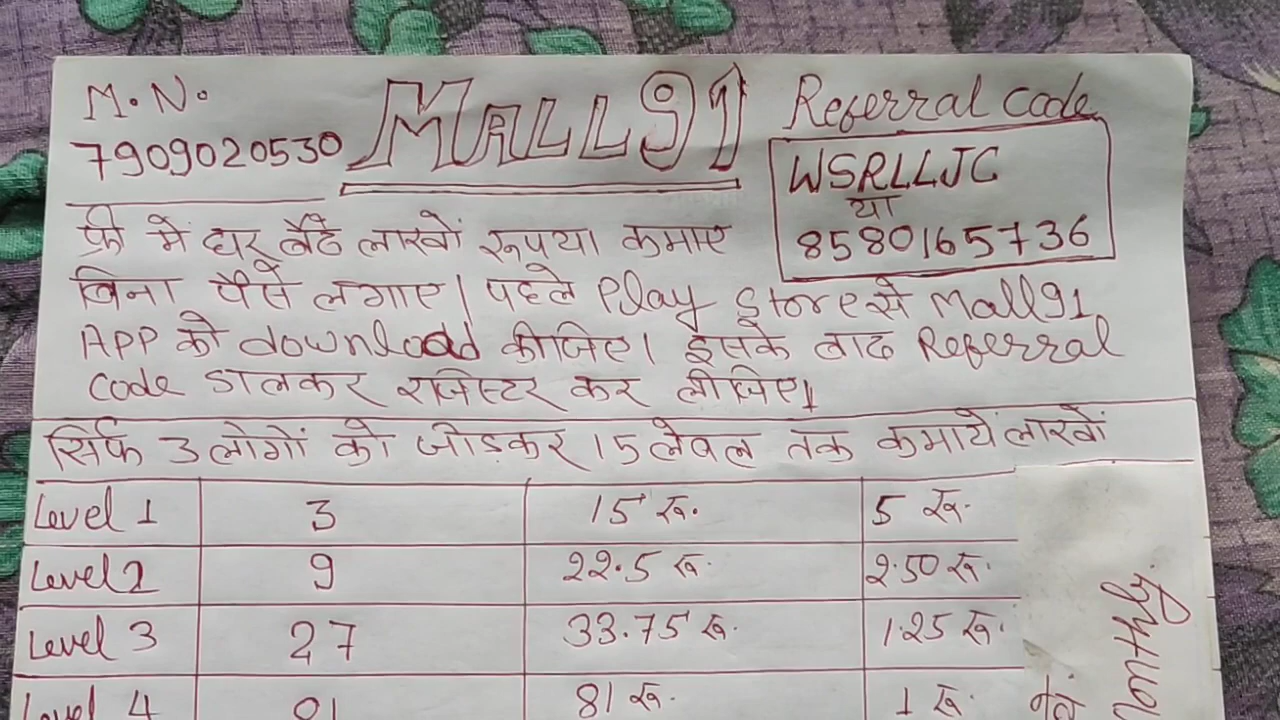 M.N.
7909020530
MALL91
Referral Code
WSRLLJC
या
8580165736
फ्री में घर बैठे लाखों रूपया कमाए
बिना पैसे लगाए। पहले Play Store से Mall91
APP को download कीजिए। इसके बाद Referral
Code डालकर रजिस्टर कर लीजिए।
सिर्फ 3 लोगों को जोड़कर 15 लेवल तक कमायें लाखों
Level 1 3 15 रू. 5 रू.
Level 2 9 22.5 रू. 2.50 रू.
Level 3 27 33.75 रू. 1.25 रू.
Level 4 81 रू. 1 रू.